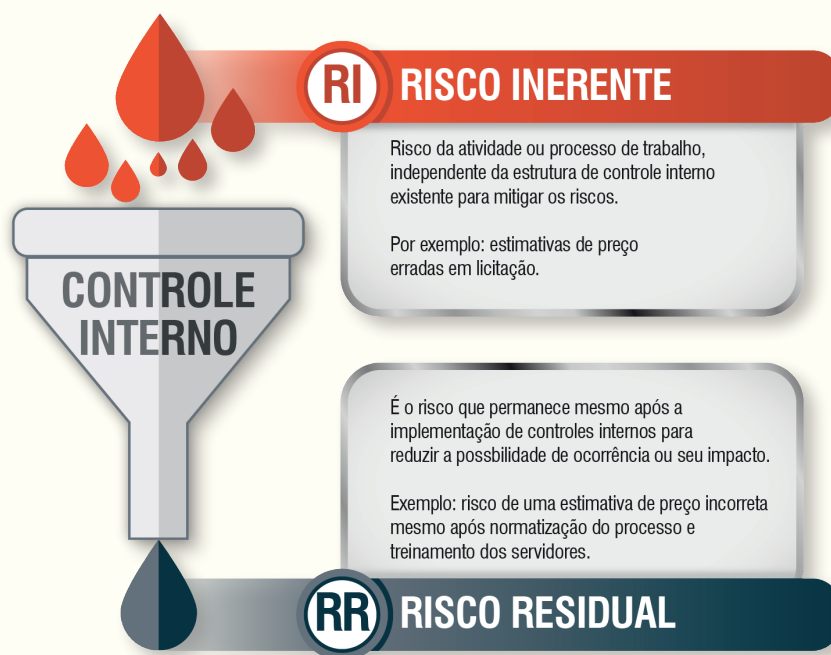 RI RISCO INERENTE
Risco da atividade ou processo de trabalho,
independente da estrutura de controle interno
existente para mitigar os riscos.
Por exemplo: estimativas de preço
erradas em licitação.
CONTROLE
INTERNO
É o risco que permanece mesmo após a
implementação de controles internos para
reduzir a possbilidade de ocorrência ou seu impacto.
Exemplo: risco de uma estimativa de preço incorreta
mesmo após normatização do processo e
treinamento dos servidores.
RR RISCO RESIDUAL